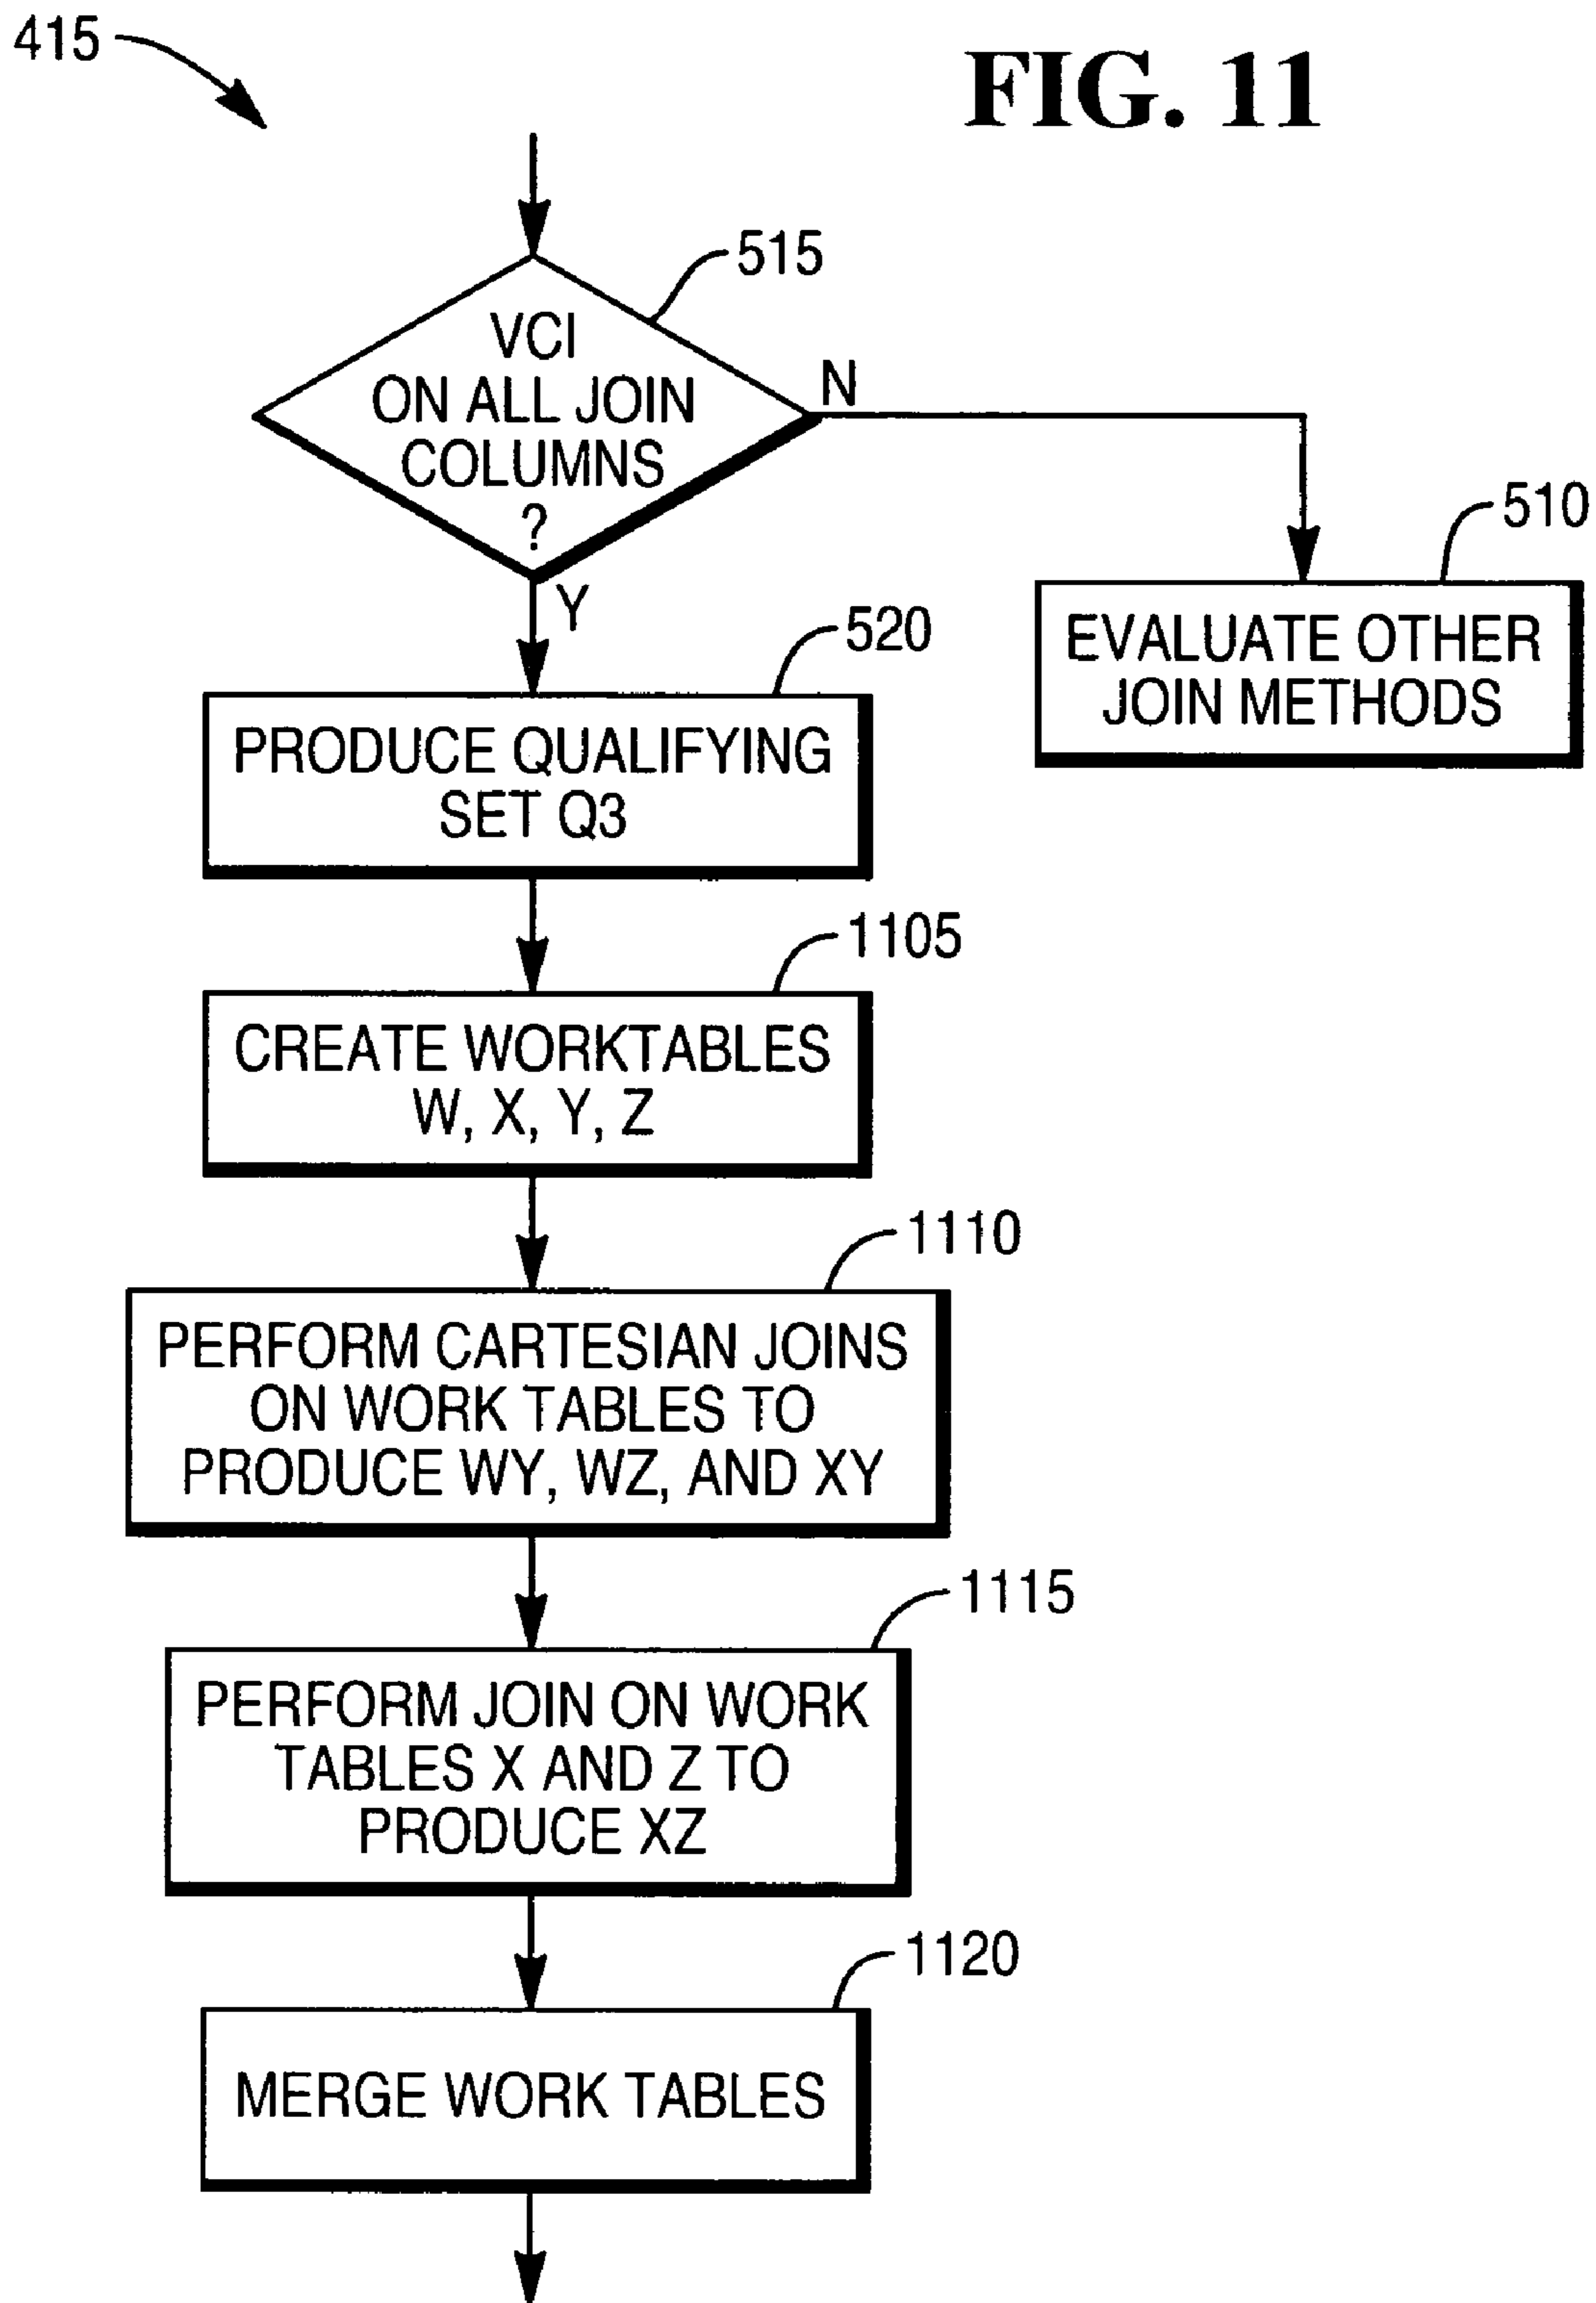 415
FIG. 11
515
VCI
ON ALL JOIN
COLUMNS
?
N
Y
510
EVALUATE OTHER
JOIN METHODS
520
PRODUCE QUALIFYING
SET Q3
1105
CREATE WORKTABLES
W, X, Y, Z
1110
PERFORM CARTESIAN JOINS
ON WORK TABLES TO
PRODUCE WY, WZ, AND XY
1115
PERFORM JOIN ON WORK
TABLES X AND Z TO
PRODUCE XZ
1120
MERGE WORK TABLES